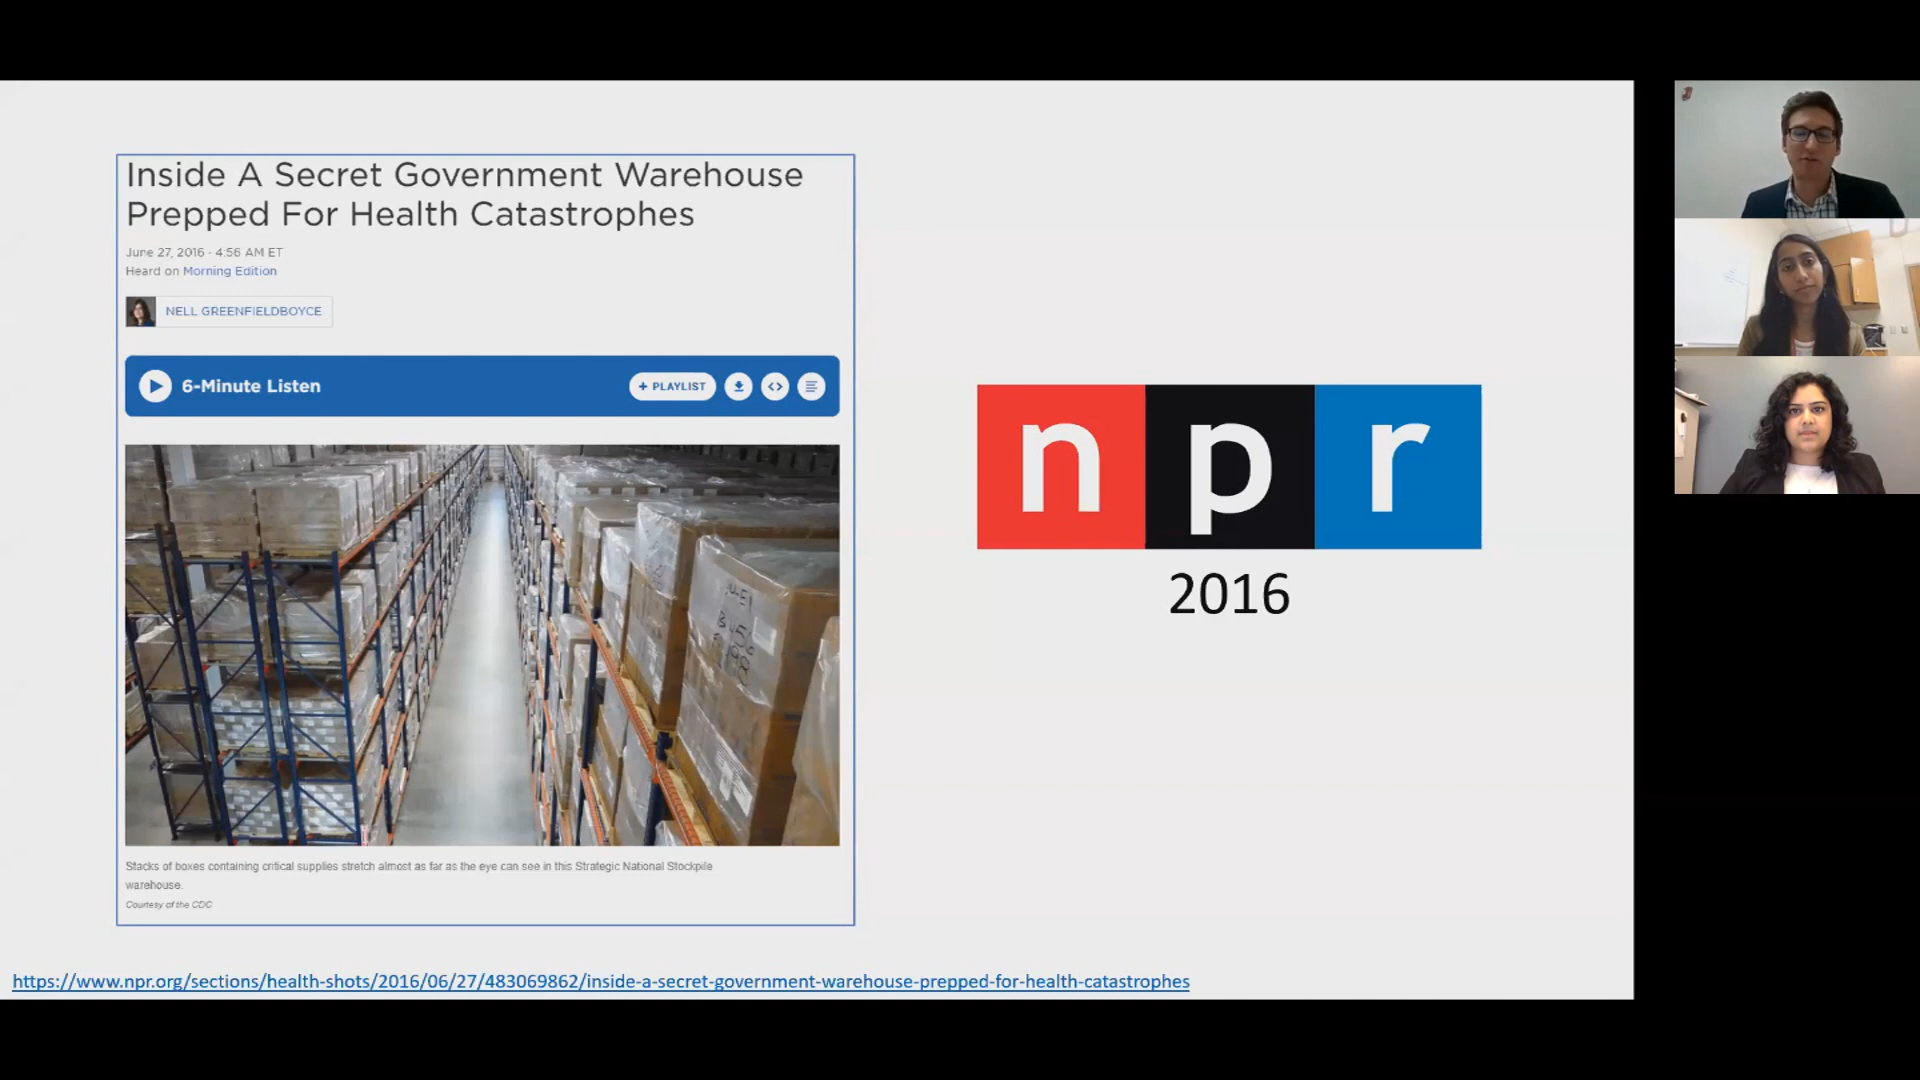 Inside A Secret Government Warehouse
Prepped For Health Catastrophes
June 27, 2016 · 4:56 AM ET
Heard on Morning Edition
NELL GREENFIELDBOYCE
6-Minute Listen
+ PLAYLIST
Stacks of boxes containing critical supplies stretch almost as far as the eye can see in this Strategic National Stockpile
warehouse.
Courtesy of the CDC
npr
2016
https://www.npr.org/sections/health-shots/2016/06/27/483069862/inside-a-secret-government-warehouse-prepped-for-health-catastrophes